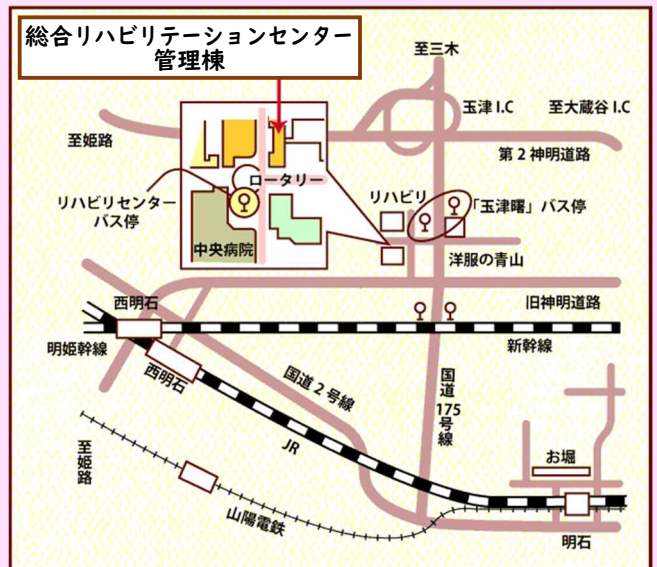 総合リハビリテーションセンター
管理棟
至三木
玉津I.C
至大蔵谷I.C
至姫路
第2神明道路
ロータリー
リハビリセンター
バス停
リハビリ
「玉津曙」バス停
中央病院
洋服の青山
西明石
旧神明道路
明姫幹線
新幹線
西明石
国道2号線
国道
175
号線
JR
至姫路
お堀
山陽電鉄
明石